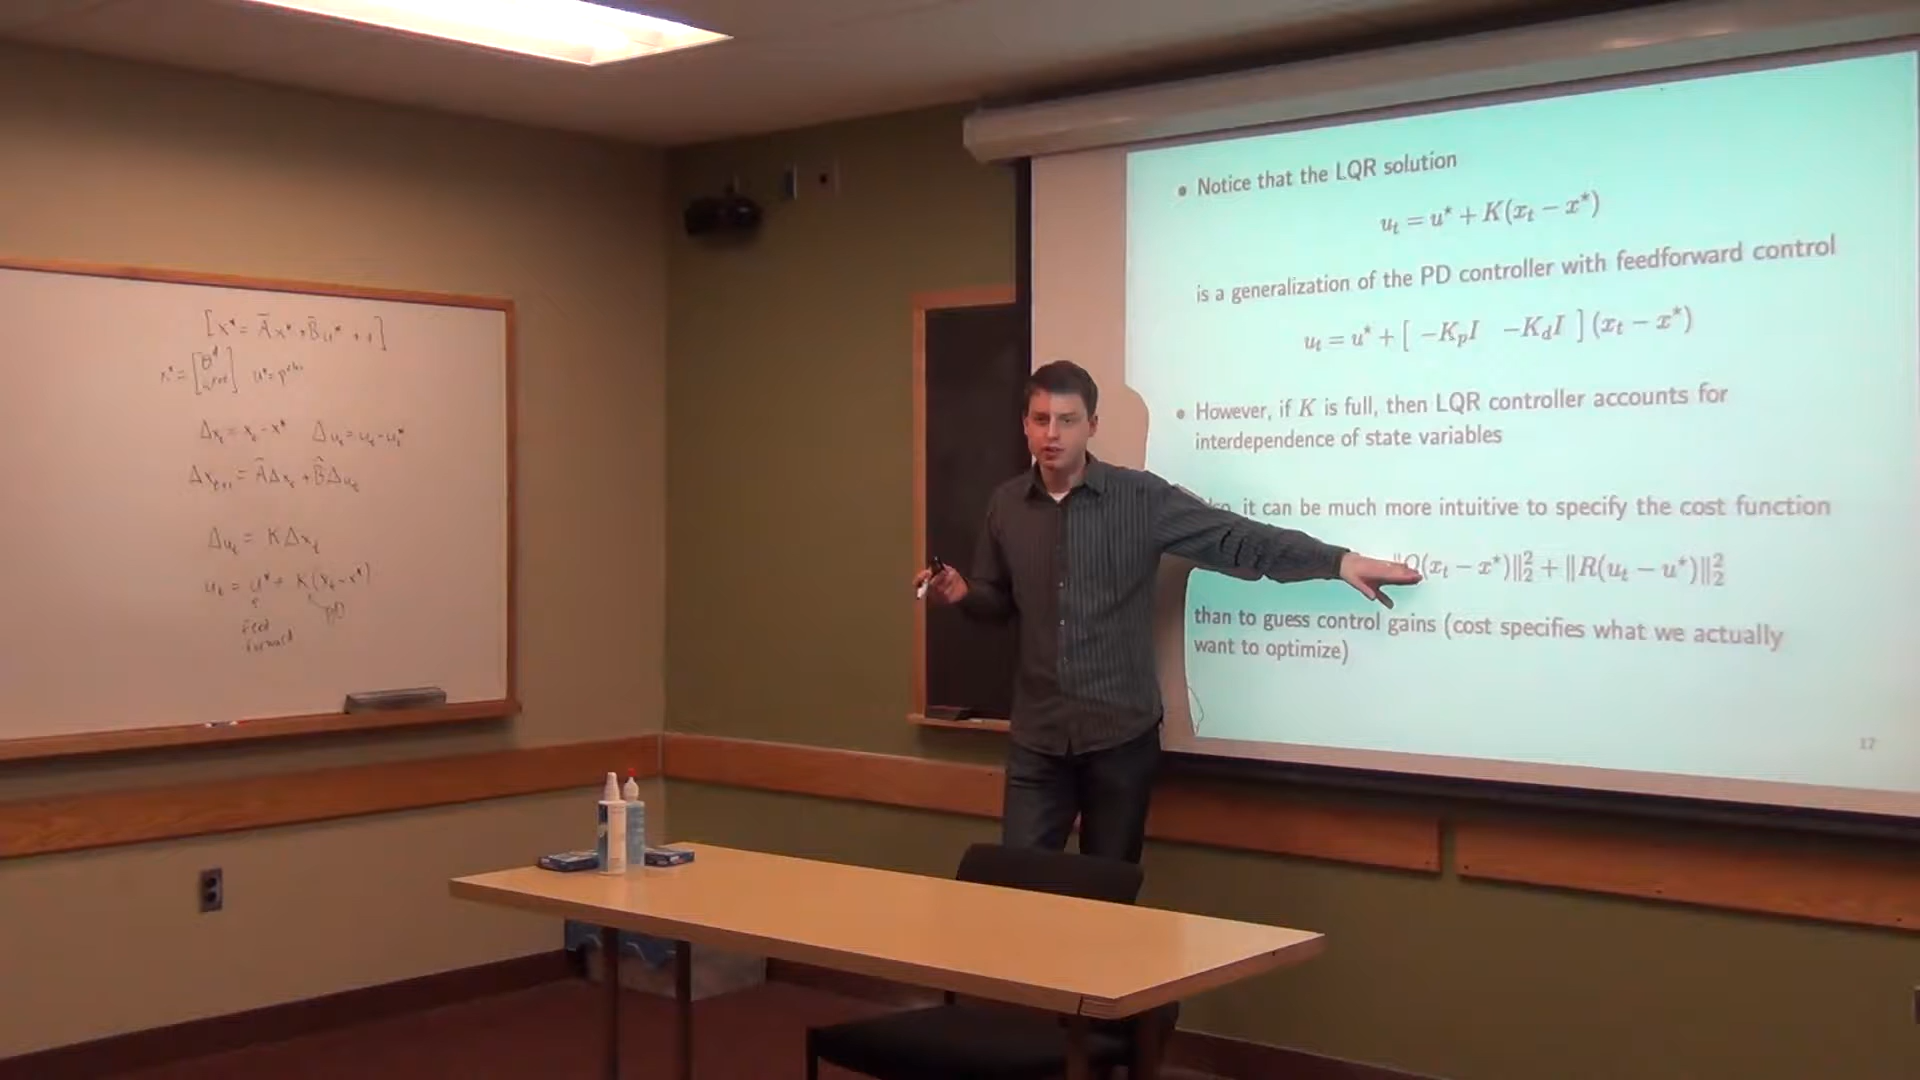 [x* = Āx* + B̄u* + 1]
x* = [θ^d
u* = p
Δx_t = x_t - x* Δu_t = u_t - u_t*
Δx_{t+1} = ÂΔx_t + B̂Δu_t
Δu_t = KΔx_t
u_t = u* + K(x_t - x*)
PD
feed
forward
• Notice that the LQR solution
u_t = u* + K(x_t − x*)
is a generalization of the PD controller with feedforward control
u_t = u* + [ −K_pI −K_dI ] (x_t − x*)
• However, if K is full, then LQR controller accounts for
interdependence of state variables
it can be much more intuitive to specify the cost function
‖Q(x_t − x*)‖₂² + ‖R(u_t − u*)‖₂²
than to guess control gains (cost specifies what we actually
want to optimize)
17